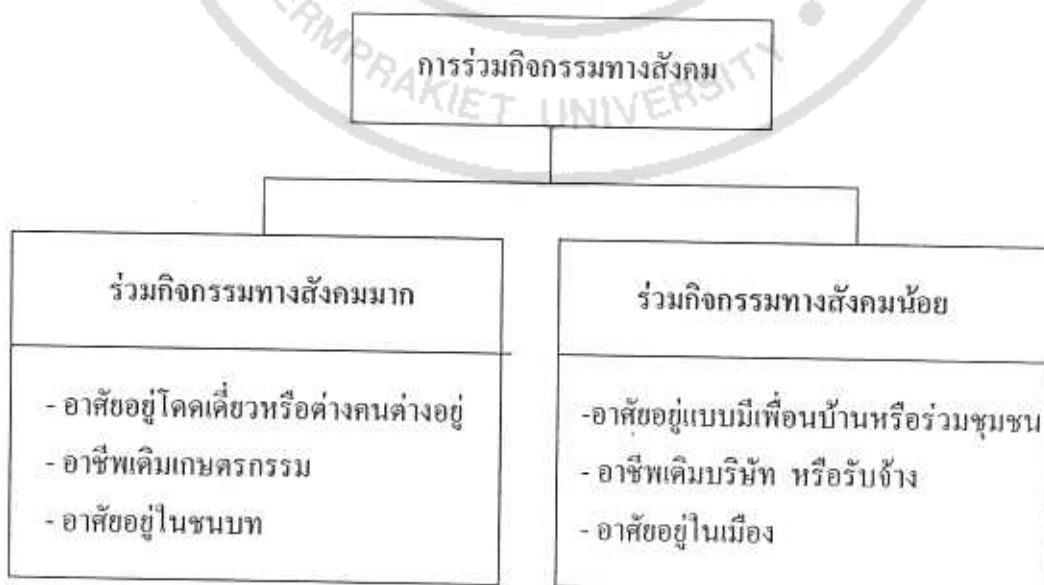 ERMPRAKIET UNIVERSITY
การร่วมกิจกรรมทางสังคม
ร่วมกิจกรรมทางสังคมมาก
- อาศัยอยู่โดดเดี่ยวหรือต่างคนต่างอยู่
- อาชีพเดิมเกษตรกรรม
- อาศัยอยู่ในชนบท
ร่วมกิจกรรมทางสังคมน้อย
-อาศัยอยู่แบบมีเพื่อนบ้านหรือร่วมชุมชน
- อาชีพเดิมบริษัท หรือรับจ้าง
- อาศัยอยู่ในเมือง